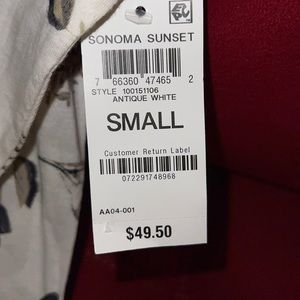 SONOMA SUNSET
7 66360 47465 2
STYLE 100151106
ANTIQUE WHITE
SMALL
Customer Return Label
072291748968
AA04-001
$49.50